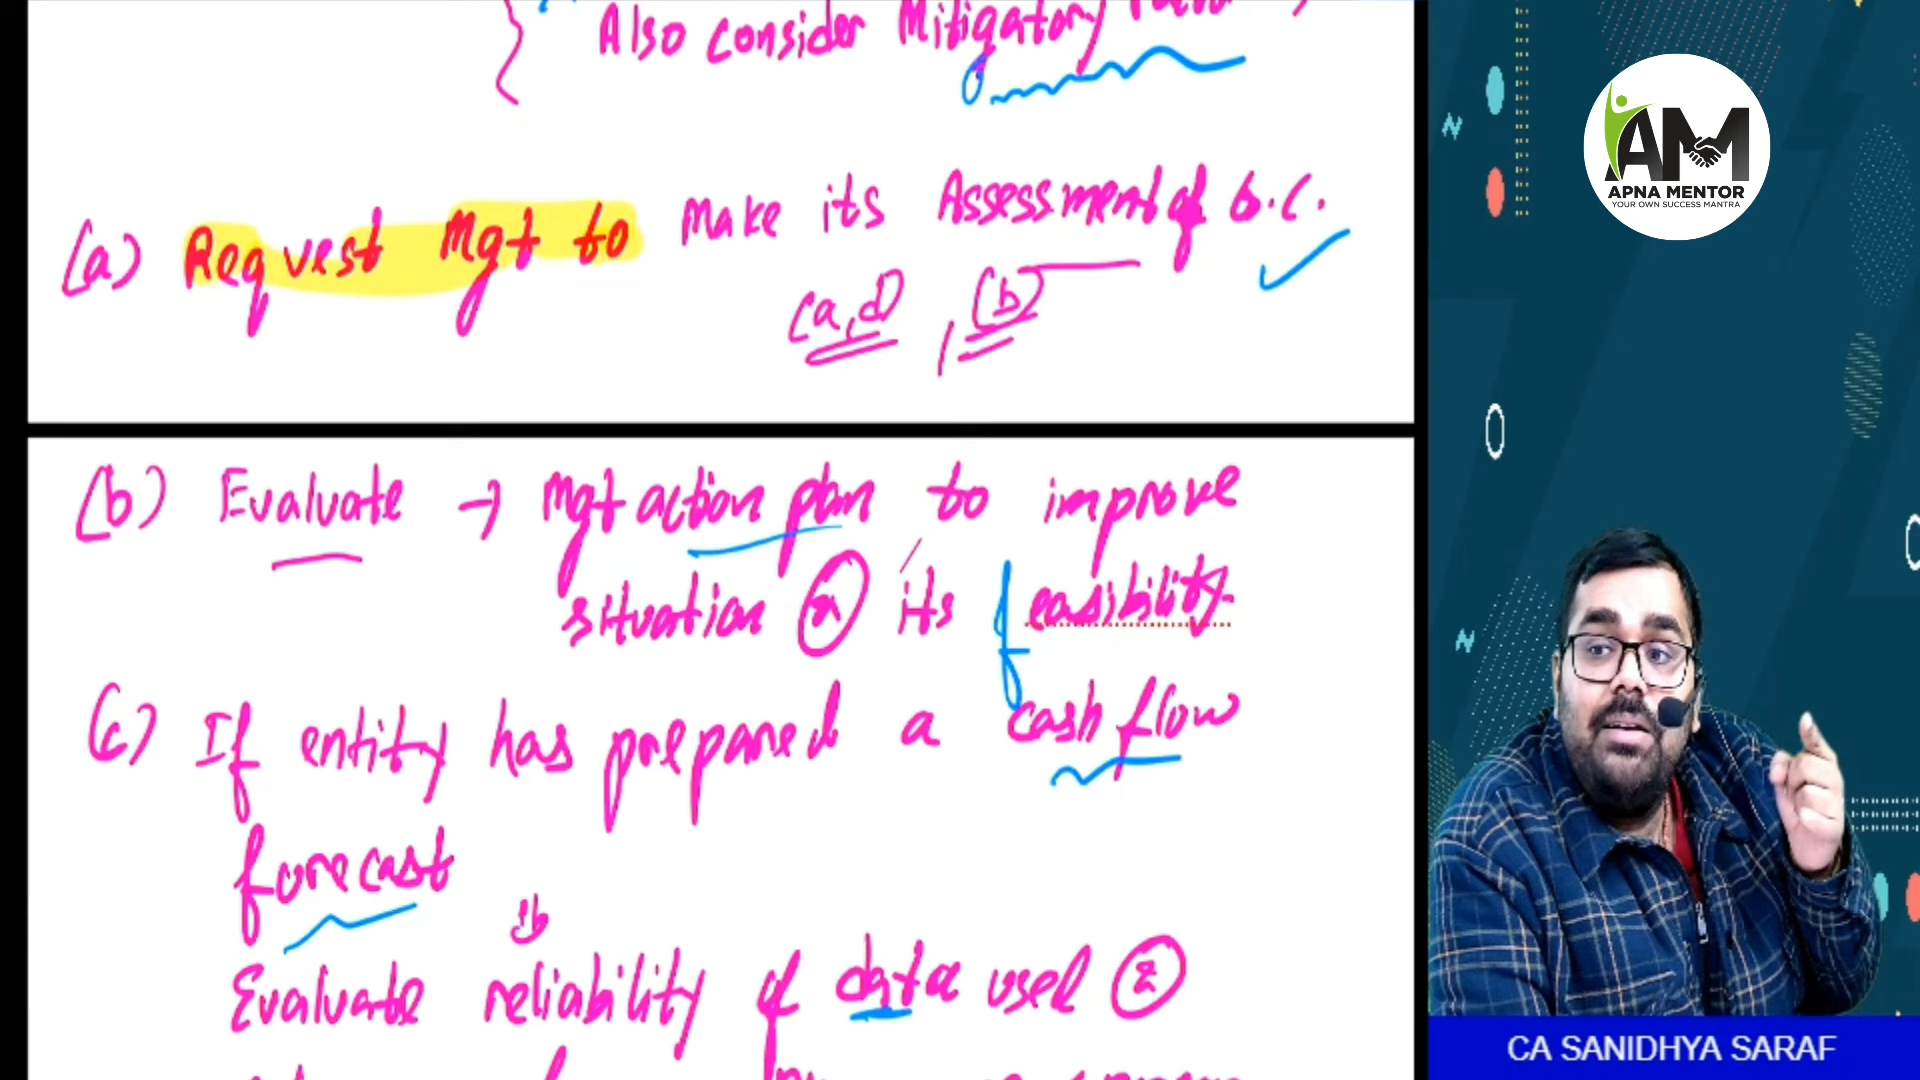 Also consider Mitigatory
(a) Request Mgt to make its Assessment of G.C.
(a,d), (b)
(b) Evaluate → Mgt action plan to improve
situation & its feasibility.
(c) If entity has prepared a cash flow
forecast
Evaluate reliability of data used &
AM
APNA MENTOR
YOUR OWN SUCCESS MANTRA
CA SANIDHYA SARAF